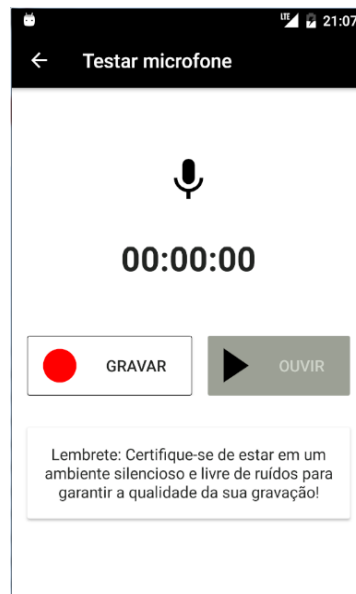 LTE 21:07
Testar microfone
00:00:00
GRAVAR OUVIR
Lembrete: Certifique-se de estar em um
ambiente silencioso e livre de ruídos para
garantir a qualidade da sua gravação!